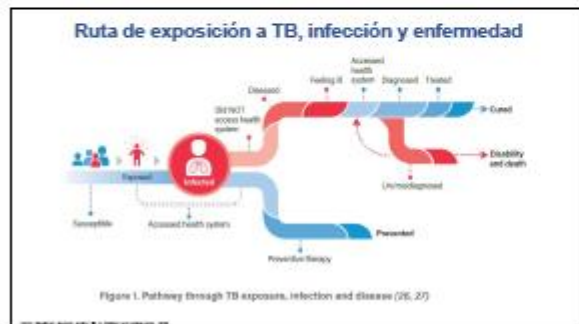 Ruta de exposición a TB, infección y enfermedad
Accessed
health
system
Feeling ill
Diagnosed
Treated
Diseased
Did NOT
access health
system
Cured
Disability
and death
Exposed
Infected
Un/misdiagnosed
Susceptible
Accessed health system
Prevented
Preventive therapy
Figure I. Pathway through TB exposure, infection and disease (26, 27)